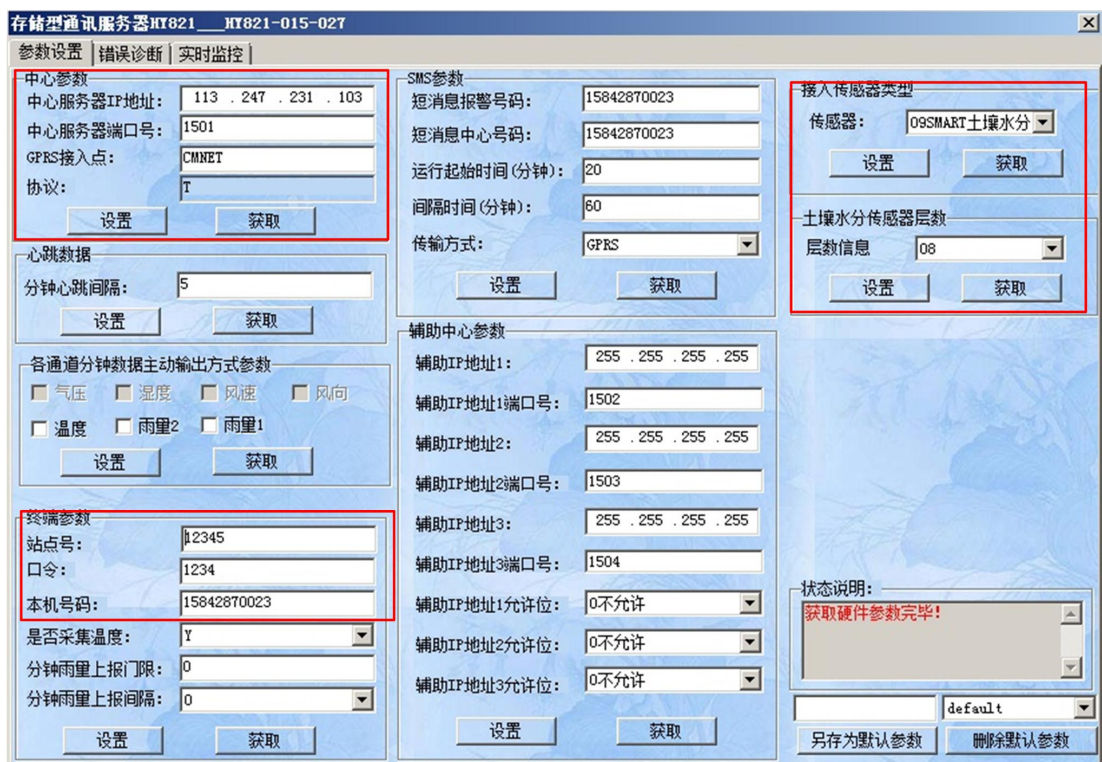 存储型通讯服务器HY821___HY821-015-027
参数设置 错误诊断 实时监控
中心参数
中心服务器IP地址： 113 . 247 . 231 . 103
中心服务器端口号： 1501
GPRS接入点： CMNET
协议： T
设置 获取
心跳数据
分钟心跳间隔： 5
设置 获取
各通道分钟数据主动输出方式参数
气压 湿度 风速 风向
温度 雨量2 雨量1
设置 获取
终端参数
站点号： 12345
口令： 1234
本机号码： 15842870023
是否采集温度： Y
分钟雨量上报门限： 0
分钟雨量上报间隔： 0
设置 获取
SMS参数
短消息报警号码： 15842870023
短消息中心号码： 15842870023
运行起始时间(分钟)： 20
间隔时间(分钟)： 60
传输方式： GPRS
设置 获取
辅助中心参数
辅助IP地址1： 255 . 255 . 255 . 255
辅助IP地址1端口号： 1502
辅助IP地址2： 255 . 255 . 255 . 255
辅助IP地址2端口号： 1503
辅助IP地址3： 255 . 255 . 255 . 255
辅助IP地址3端口号： 1504
辅助IP地址1允许位： 0不允许
辅助IP地址2允许位： 0不允许
辅助IP地址3允许位： 0不允许
设置 获取
接入传感器类型
传感器： 09SMART土壤水分
设置 获取
土壤水分传感器层数
层数信息 08
设置 获取
状态说明：
获取硬件参数完毕！
default
另存为默认参数 删除默认参数